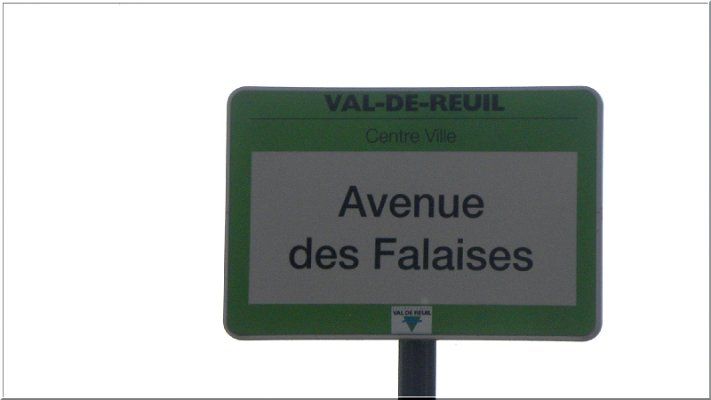 VAL-DE-REUIL
Centre Ville
Avenue
des Falaises
VAL DE REUIL